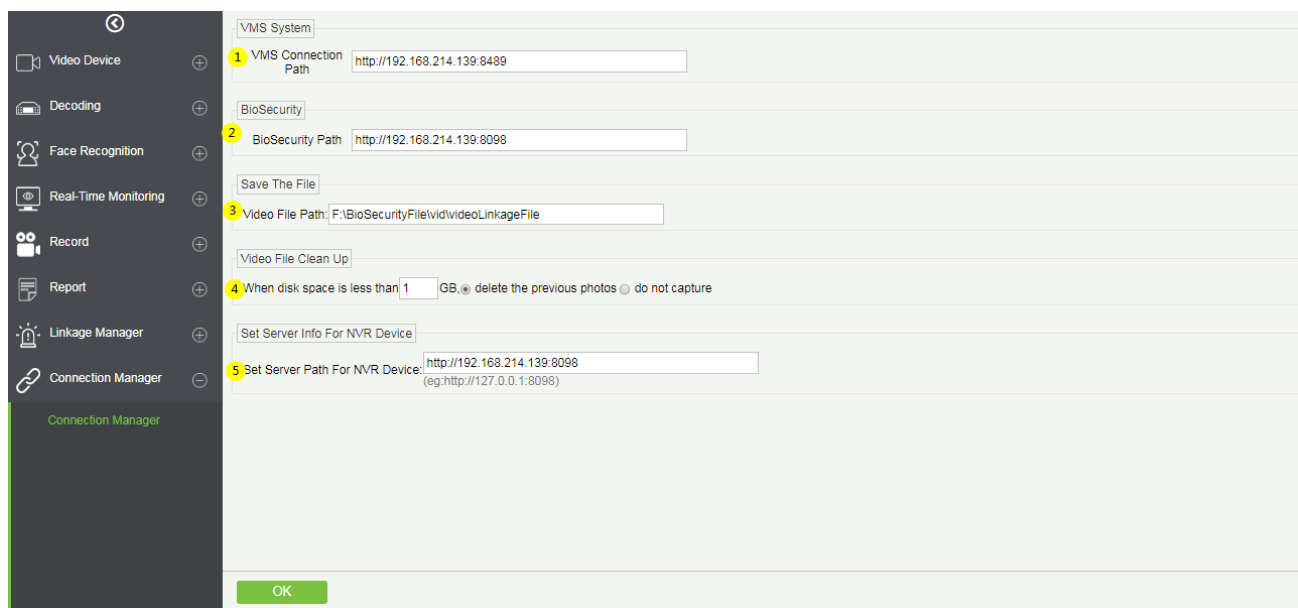 Video Device
Decoding
Face Recognition
Real-Time Monitoring
Record
Report
Linkage Manager
Connection Manager
Connection Manager
VMS System
1 VMS Connection Path http://192.168.214.139:8489
BioSecurity
2 BioSecurity Path http://192.168.214.139:8098
Save The File
3 Video File Path: F:\BioSecurityFile\vid\videoLinkageFile
Video File Clean Up
4 When disk space is less than 1 GB, delete the previous photos do not capture
Set Server Info For NVR Device
5 Set Server Path For NVR Device: http://192.168.214.139:8098
(eg:http://127.0.0.1:8098)
OK